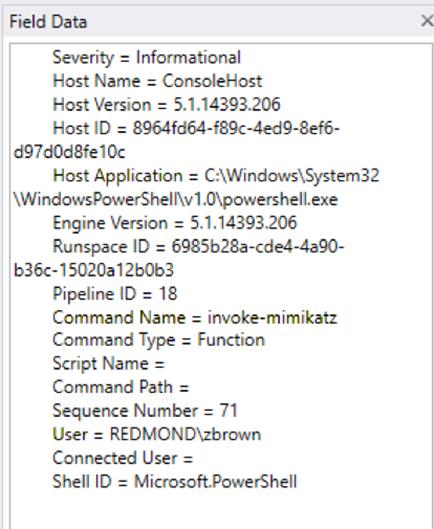 Field Data
Severity = Informational
Host Name = ConsoleHost
Host Version = 5.1.14393.206
Host ID = 8964fd64-f89c-4ed9-8ef6-
d97d0d8fe10c
Host Application = C:\Windows\System32
\WindowsPowerShell\v1.0\powershell.exe
Engine Version = 5.1.14393.206
Runspace ID = 6985b28a-cde4-4a90-
b36c-15020a12b0b3
Pipeline ID = 18
Command Name = invoke-mimikatz
Command Type = Function
Script Name =
Command Path =
Sequence Number = 71
User = REDMOND\zbrown
Connected User =
Shell ID = Microsoft.PowerShell